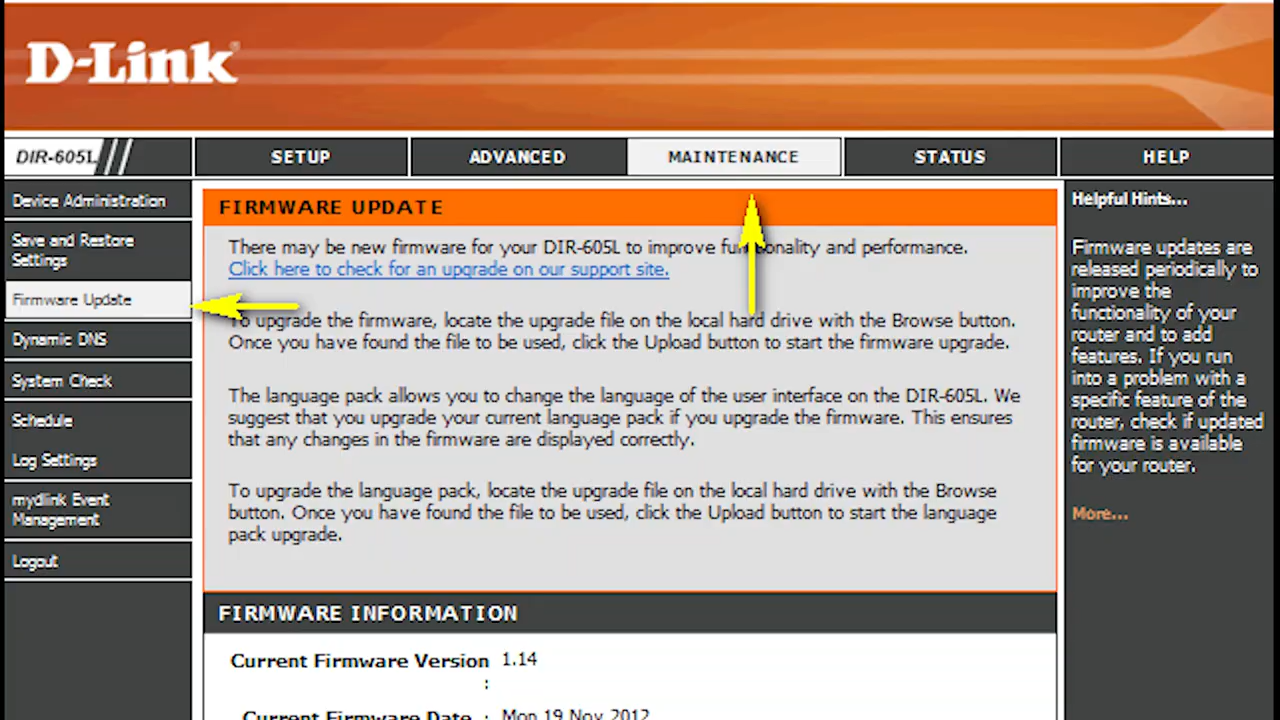 D-Link
DIR-605L
SETUP
ADVANCED
MAINTENANCE
STATUS
HELP
Device Administration
Save and Restore
Settings
Firmware Update
Dynamic DNS
System Check
Schedule
Log Settings
mydlink Event
Management
Logout
FIRMWARE UPDATE
There may be new firmware for your DIR-605L to improve functionality and performance.
Click here to check for an upgrade on our support site.
To upgrade the firmware, locate the upgrade file on the local hard drive with the Browse button.
Once you have found the file to be used, click the Upload button to start the firmware upgrade.
The language pack allows you to change the language of the user interface on the DIR-605L. We
suggest that you upgrade your current language pack if you upgrade the firmware. This ensures
that any changes in the firmware are displayed correctly.
To upgrade the language pack, locate the upgrade file on the local hard drive with the Browse
button. Once you have found the file to be used, click the Upload button to start the language
pack upgrade.
FIRMWARE INFORMATION
Current Firmware Version 1.14
:
Current Firmware Date : Mon 19 Nov 2012
Helpful Hints...
Firmware updates are
released periodically to
improve the
functionality of your
router and to add
features. If you run
into a problem with a
specific feature of the
router, check if updated
firmware is available
for your router.
More...